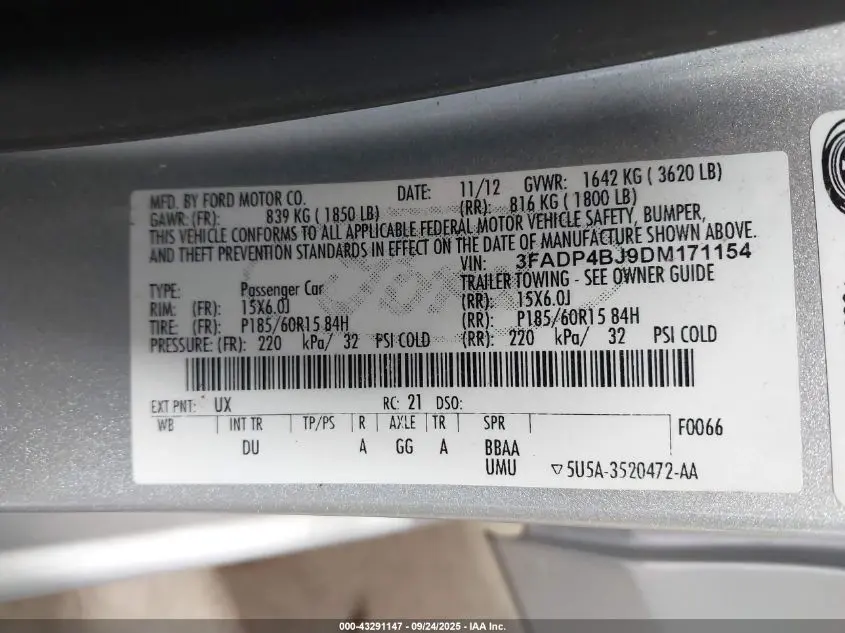 MFD. BY FORD MOTOR CO. DATE: 11/12 GVWR: 1642 KG ( 3620 LB)
GAWR: (FR): 839 KG ( 1850 LB) (RR): 816 KG ( 1800 LB)
THIS VEHICLE CONFORMS TO ALL APPLICABLE FEDERAL MOTOR VEHICLE SAFETY, BUMPER,
AND THEFT PREVENTION STANDARDS IN EFFECT ON THE DATE OF MANUFACTURE SHOWN ABOVE.
VIN: 3FADP4BJ9DM171154
TYPE: Passenger Car TRAILER TOWING - SEE OWNER GUIDE
RIM: (FR): 15X6.0J (RR): 15X6.0J
TIRE: (FR): P185/60R15 84H (RR): P185/60R15 84H
PRESSURE: (FR): 220 kPa/ 32 PSI COLD (RR): 220 kPa/ 32 PSI COLD
EXT PNT: UX RC: 21 DSO:
WB INT TR TP/PS R AXLE TR SPR F0066
DU A GG A BBAA
UMU 5U5A-3520472-AA
000-43291147 - 09/24/2025 - IAA Inc.